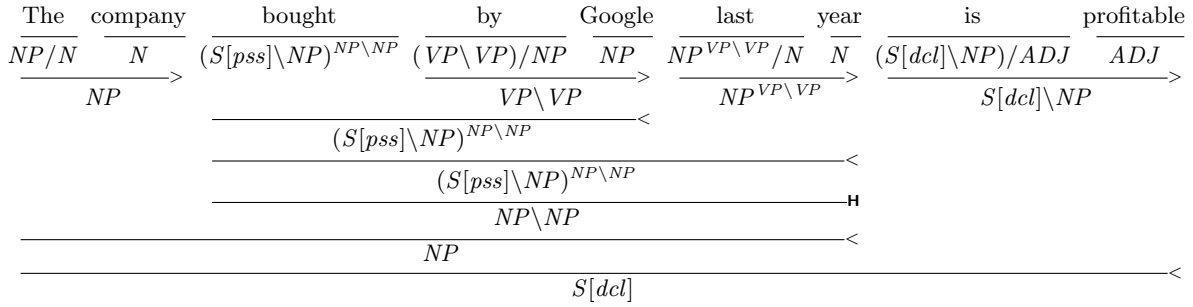 The company bought by Google last year is profitable
NP/N N (S[pss]\NP)^{NP\NP} (VP\VP)/NP NP NP^{VP\VP}/N N (S[dcl]\NP)/ADJ ADJ
> > > >
NP VP\VP NP^{VP\VP} S[dcl]\NP
<
(S[pss]\NP)^{NP\NP}
<
(S[pss]\NP)^{NP\NP}
H
NP\NP
<
NP
<
S[dcl]